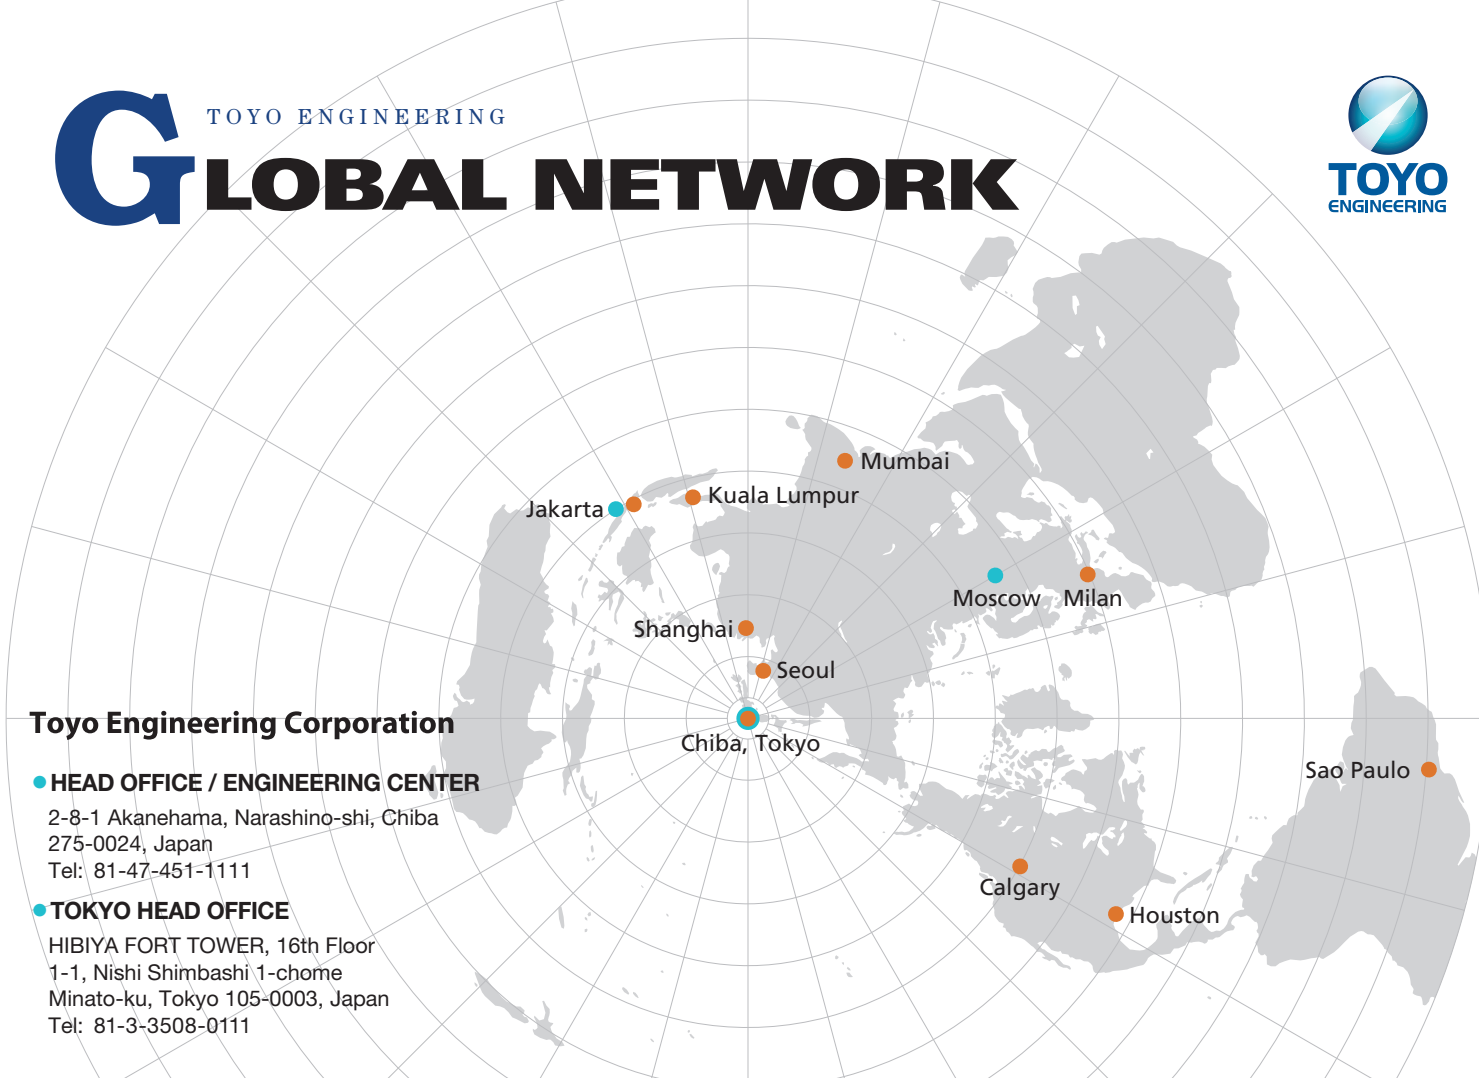 TOYO ENGINEERING
GLOBAL NETWORK
TOYO
ENGINEERING
Mumbai
Kuala Lumpur
Jakarta
Moscow
Milan
Shanghai
Seoul
Chiba, Tokyo
Sao Paulo
Calgary
Houston
Toyo Engineering Corporation
HEAD OFFICE / ENGINEERING CENTER
2-8-1 Akanehama, Narashino-shi, Chiba
275-0024, Japan
Tel: 81-47-451-1111
TOKYO HEAD OFFICE
HIBIYA FORT TOWER, 16th Floor
1-1, Nishi Shimbashi 1-chome
Minato-ku, Tokyo 105-0003, Japan
Tel: 81-3-3508-0111